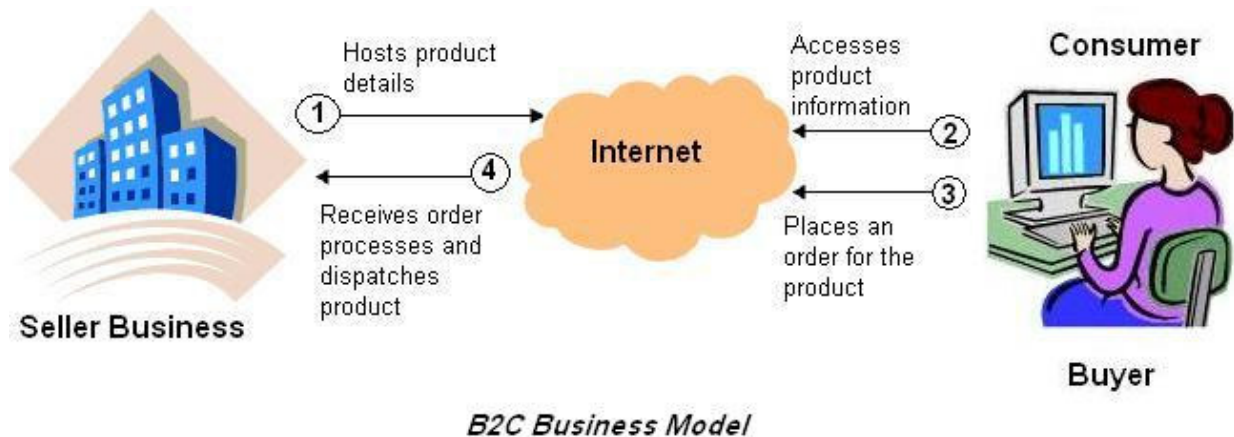 Hosts product
details
1
Accesses
product
information
2
Consumer
Internet
4
Receives order
processes and
dispatches
product
3
Places an
order for the
product
Seller Business
Buyer
B2C Business Model